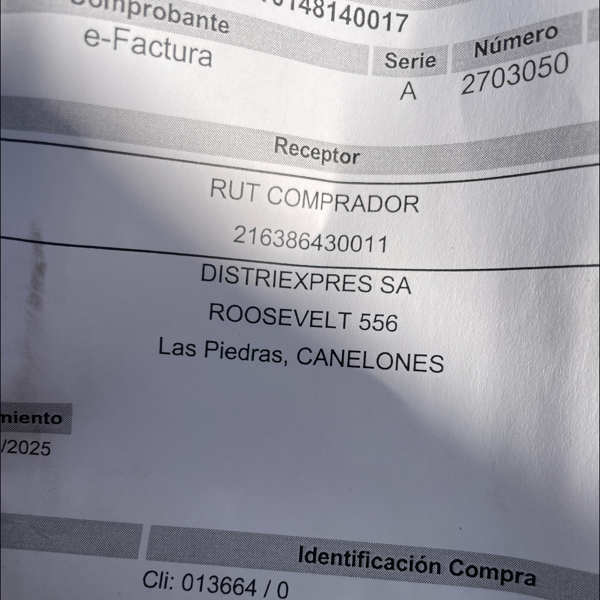 148140017
Comprobante
e-Factura
Serie
Número
A
2703050
Receptor
RUT COMPRADOR
216386430011
DISTRIEXPRES SA
ROOSEVELT 556
Las Piedras, CANELONES
miento
/2025
Identificación Compra
Cli: 013664 / 0